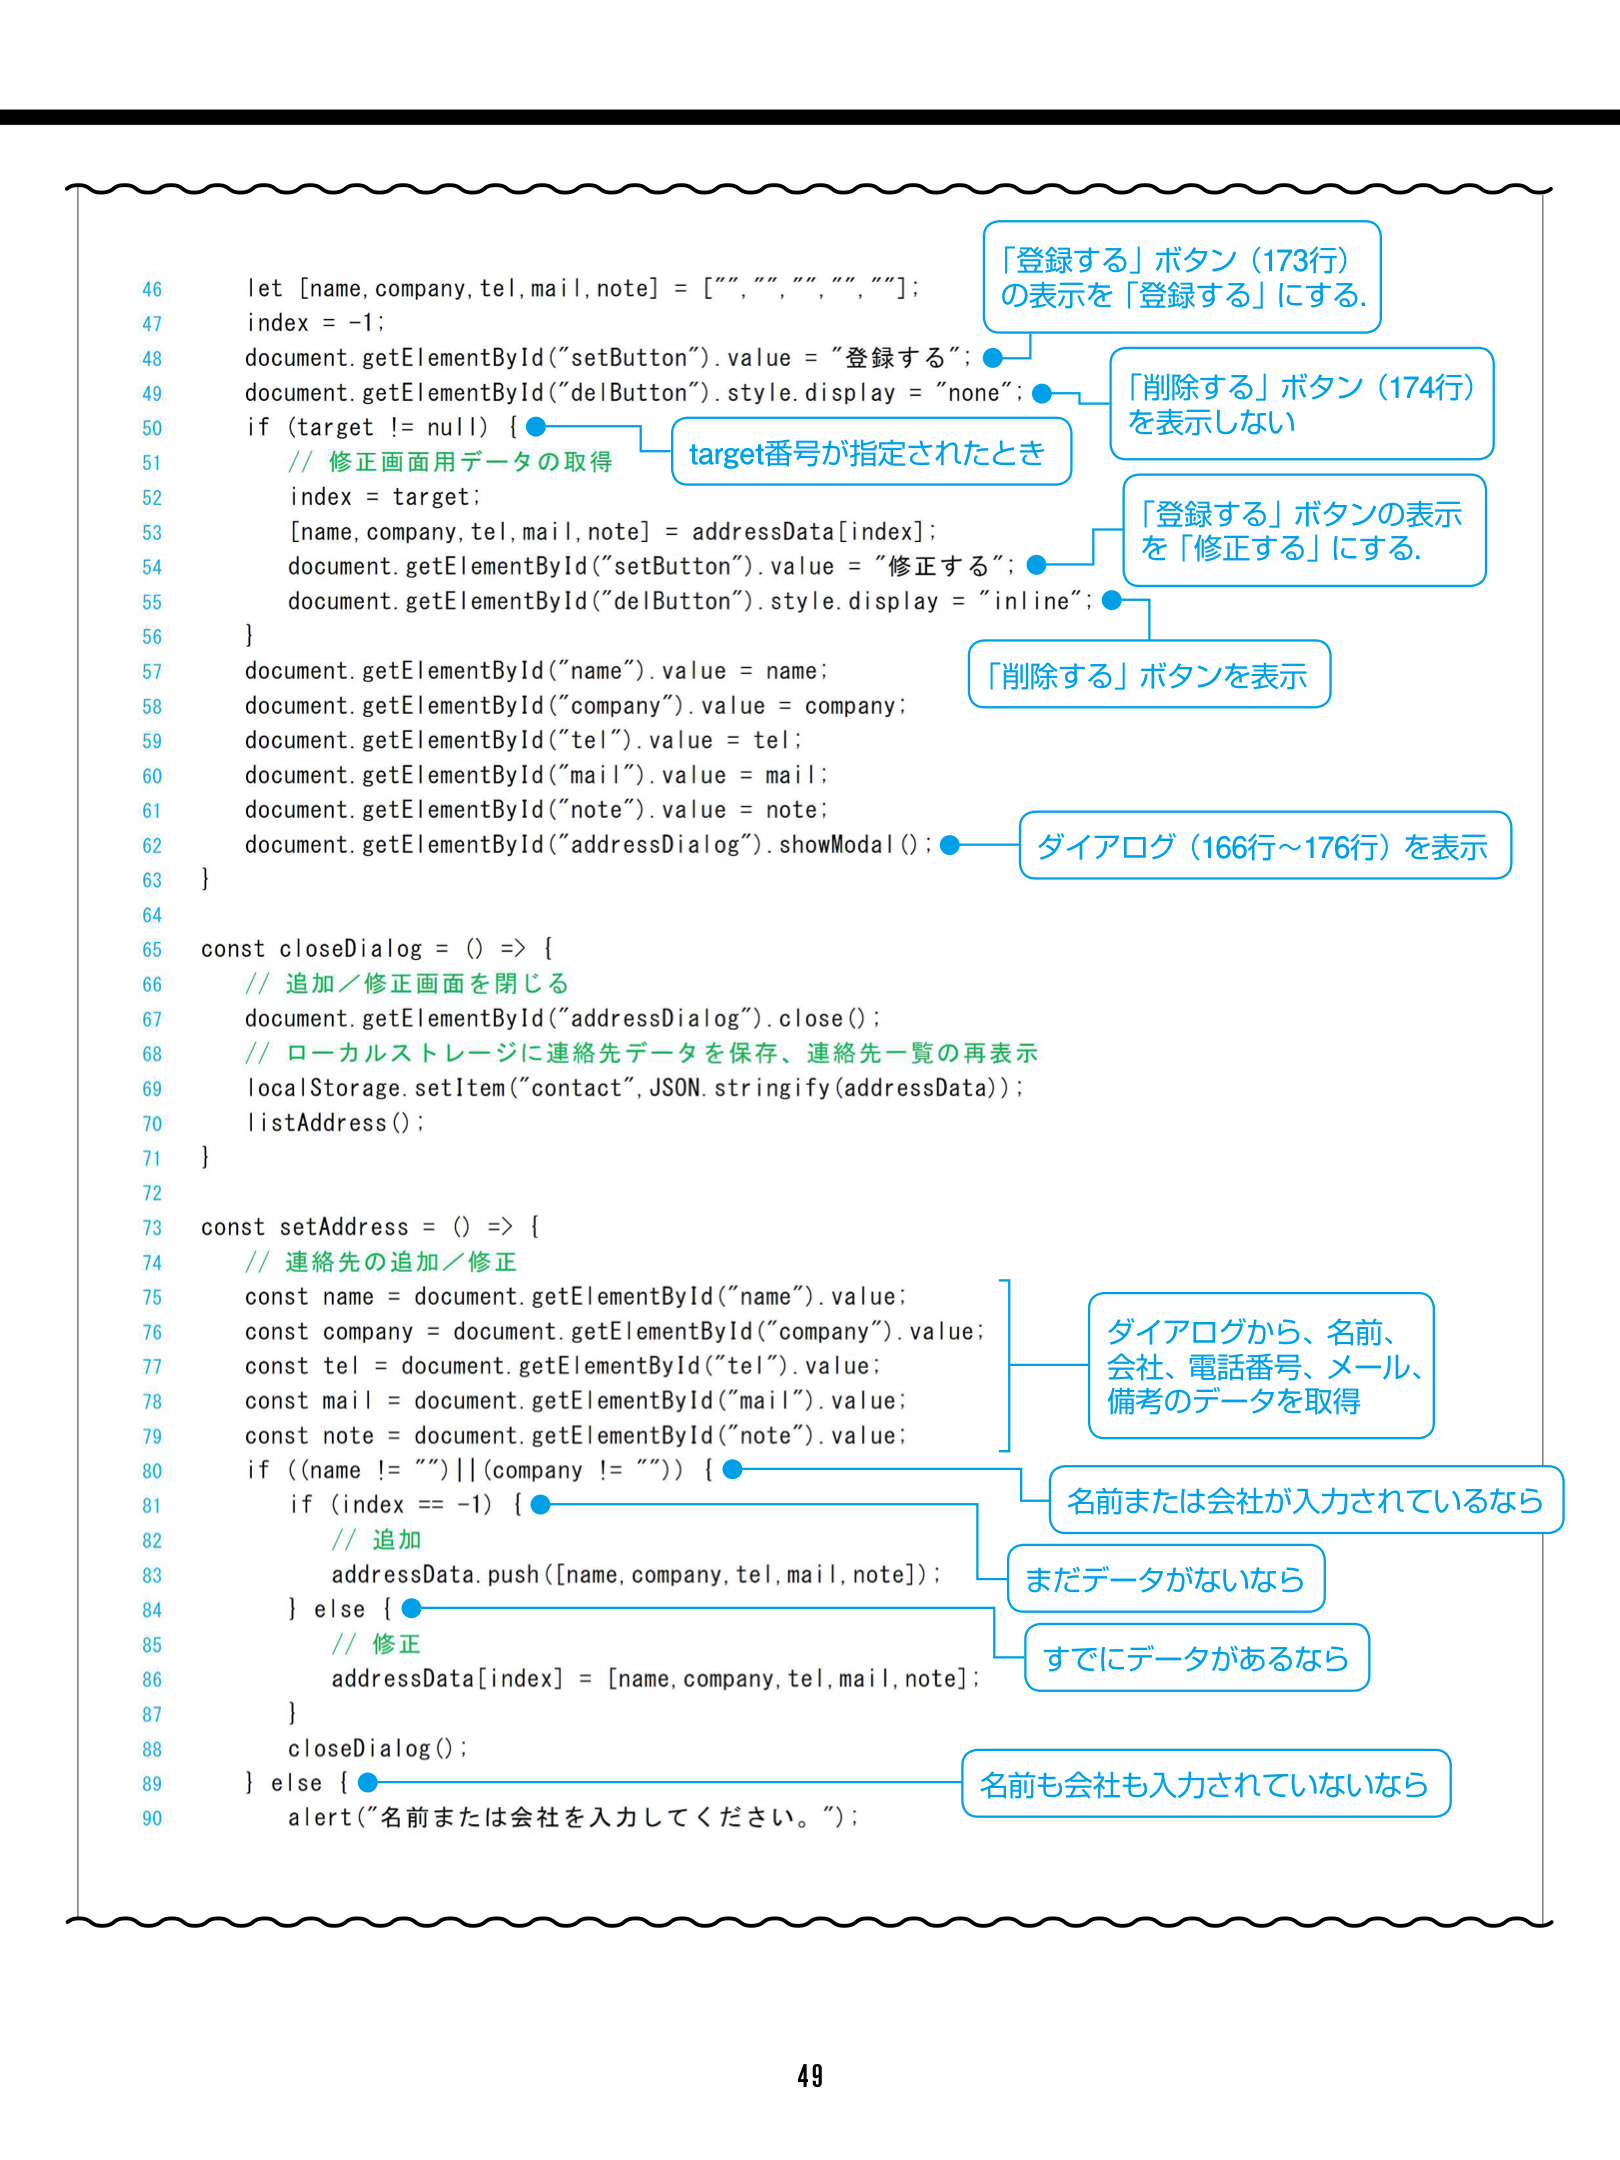 「登録する」ボタン（173行）
の表示を「登録する」にする.
46 let [name,company,tel,mail,note] = ["","","","",""];
47 index = -1;
48 document.getElementById("setButton").value = "登録する";
49 document.getElementById("delButton").style.display = "none";
「削除する」ボタン（174行）
を表示しない
50 if (target != null) {
target番号が指定されたとき
51 // 修正画面用データの取得
52 index = target;
53 [name,company,tel,mail,note] = addressData[index];
「登録する」ボタンの表示
を「修正する」にする.
54 document.getElementById("setButton").value = "修正する";
55 document.getElementById("delButton").style.display = "inline";
56 }
「削除する」ボタンを表示
57 document.getElementById("name").value = name;
58 document.getElementById("company").value = company;
59 document.getElementById("tel").value = tel;
60 document.getElementById("mail").value = mail;
61 document.getElementById("note").value = note;
62 document.getElementById("addressDialog").showModal();
ダイアログ（166行～176行）を表示
63 }
64
65 const closeDialog = () => {
66 // 追加／修正画面を閉じる
67 document.getElementById("addressDialog").close();
68 // ローカルストレージに連絡先データを保存、連絡先一覧の再表示
69 localStorage.setItem("contact",JSON.stringify(addressData));
70 listAddress();
71 }
72
73 const setAddress = () => {
74 // 連絡先の追加／修正
75 const name = document.getElementById("name").value;
76 const company = document.getElementById("company").value;
77 const tel = document.getElementById("tel").value;
78 const mail = document.getElementById("mail").value;
79 const note = document.getElementById("note").value;
ダイアログから、名前、
会社、電話番号、メール、
備考のデータを取得
80 if ((name != "")||(company != "")) {
名前または会社が入力されているなら
81 if (index == -1) {
まだデータがないなら
82 // 追加
83 addressData.push([name,company,tel,mail,note]);
84 } else {
すでにデータがあるなら
85 // 修正
86 addressData[index] = [name,company,tel,mail,note];
87 }
88 closeDialog();
89 } else {
名前も会社も入力されていないなら
90 alert("名前または会社を入力してください。");
49